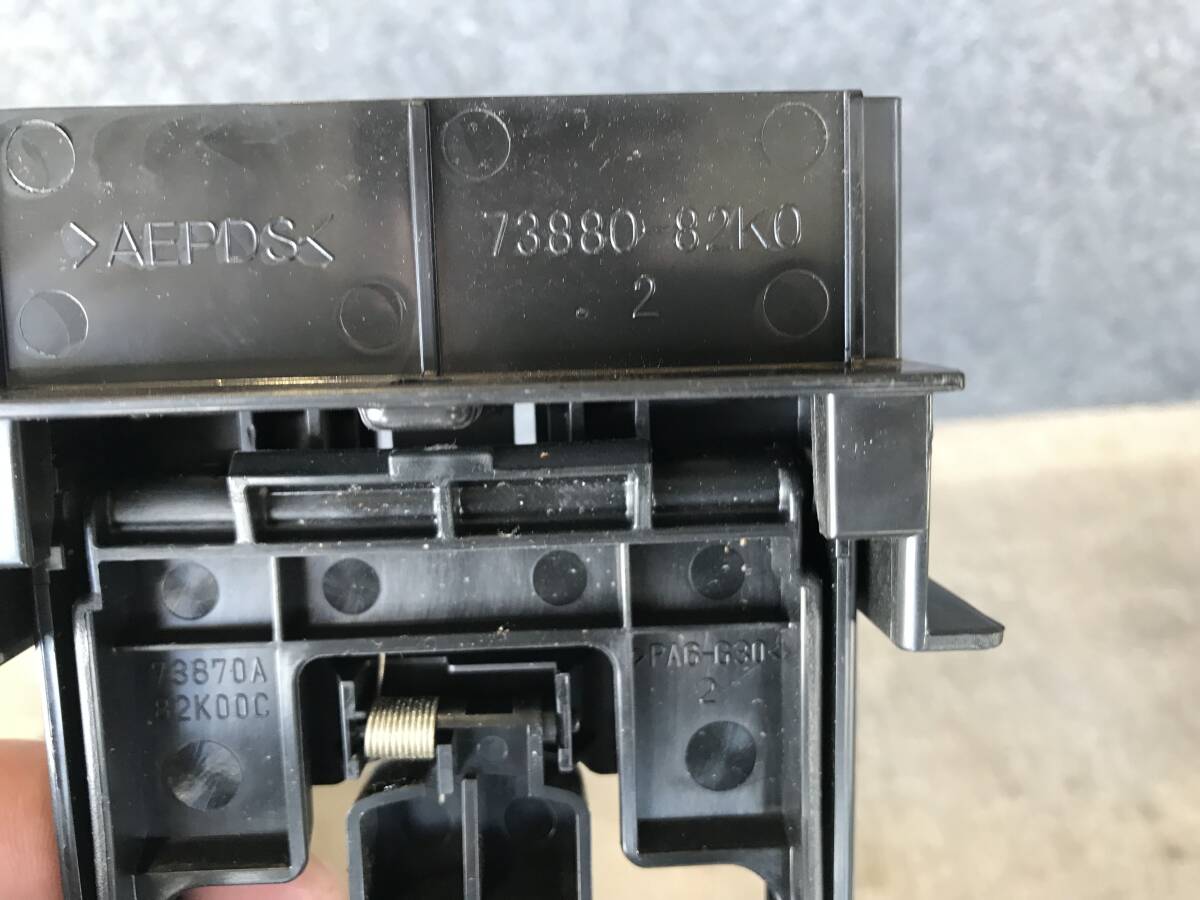 >AEPDS<
73880-82K0
. 2
73870A
82K00C
>PA6-G30<
2